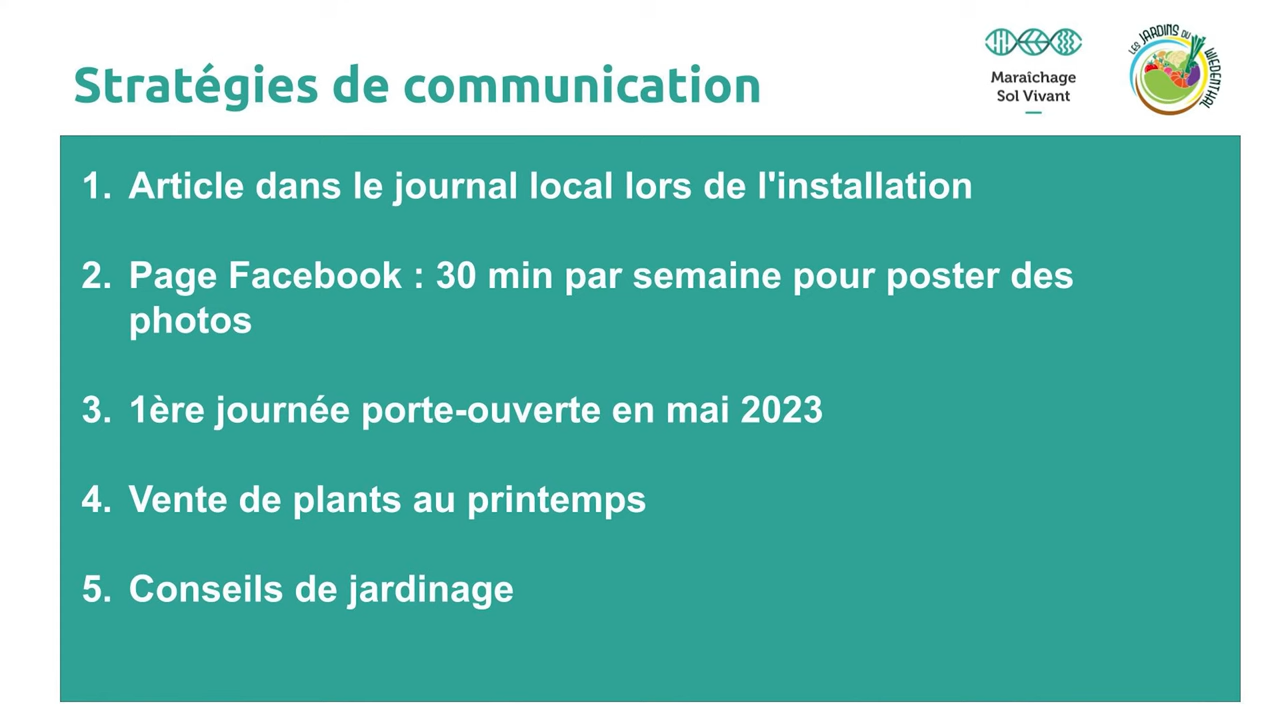 Stratégies de communication
Maraîchage
Sol Vivant
LES JARDINS DU WIEDENTHAL
1. Article dans le journal local lors de l'installation
2. Page Facebook : 30 min par semaine pour poster des
photos
3. 1ère journée porte-ouverte en mai 2023
4. Vente de plants au printemps
5. Conseils de jardinage